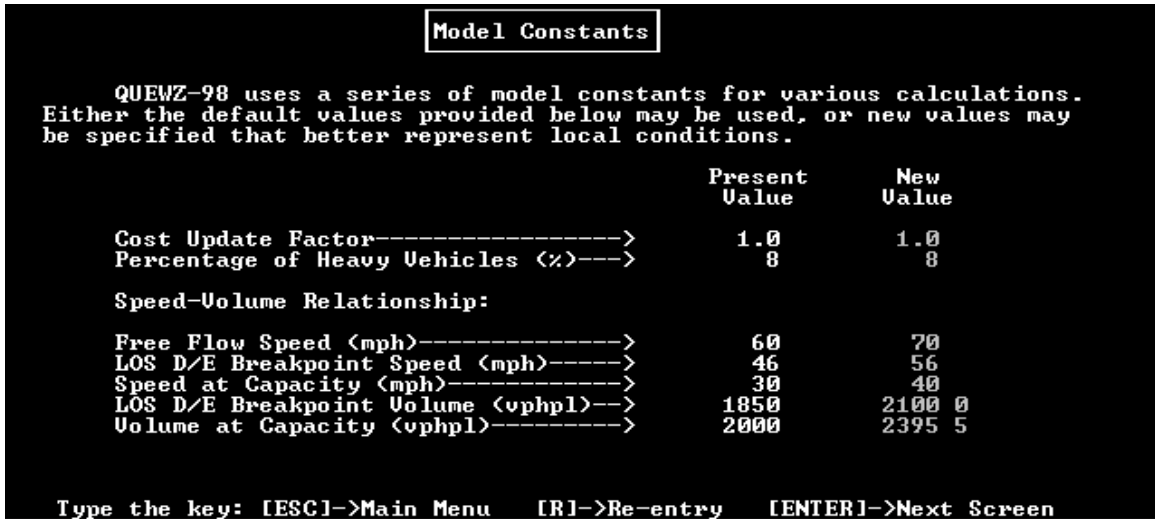 Model Constants
QUEWZ-98 uses a series of model constants for various calculations.
Either the default values provided below may be used, or new values may
be specified that better represent local conditions.
Present New
Value Value
Cost Update Factor-----------------> 1.0 1.0
Percentage of Heavy Vehicles (%)---> 8 8
Speed-Volume Relationship:
Free Flow Speed (mph)--------------> 60 70
LOS D/E Breakpoint Speed (mph)-----> 46 56
Speed at Capacity (mph)------------> 30 40
LOS D/E Breakpoint Volume (vphpl)--> 1850 2100 0
Volume at Capacity (vphpl)---------> 2000 2395 5
Type the key: [ESC]->Main Menu [R]->Re-entry [ENTER]->Next Screen